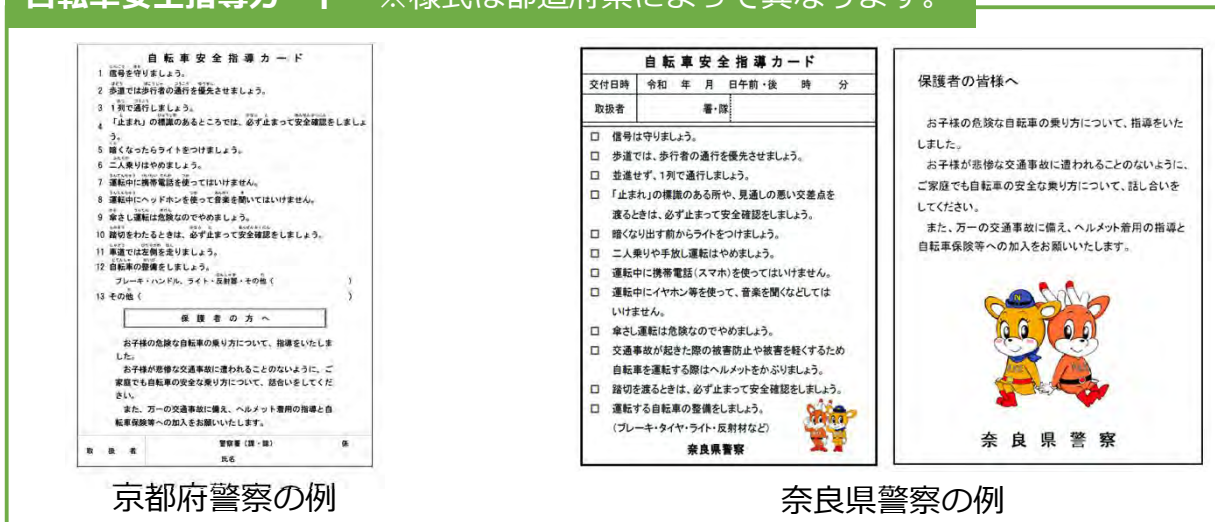 自転車安全指導カード ※様式は都道府県によって異なります。
自転車安全指導カード
1 信号を守りましょう。
2 歩道では歩行者の通行を優先させましょう。
3 1列で通行しましょう。
4 「止まれ」の標識のあるところでは、必ず止まって安全確認をしましょ
う。
5 暗くなったらライトをつけましょう。
6 二人乗りはやめましょう。
7 運転中に携帯電話を使ってはいけません。
8 運転中にヘッドホンを使って音楽を聞いてはいけません。
9 傘さし運転は危険なのでやめましょう。
10 踏切をわたるときは、必ず止まって安全確認をしましょう。
11 車道では左側を走りましょう。
12 自転車の整備をしましょう。
ブレーキ・ハンドル、ライト・反射器・その他( )
13 その他( )
保護者の方へ
お子様の危険な自転車の乗り方について、指導をいたしま
した。
お子様が悲惨な交通事故に遭われることのないように、ご
家庭でも自転車の安全な乗り方について、話合いをしてくだ
さい。
また、万一の交通事故に備え、ヘルメット着用の指導と自
転車保険等への加入をお願いいたします。
取扱者 警察署(課・隊) 係
氏名
京都府警察の例
自転車安全指導カード
交付日時 令和 年 月 日午前・後 時 分
取扱者 署・隊
□ 信号は守りましょう。
□ 歩道では、歩行者の通行を優先させましょう。
□ 並進せず、1列で通行しましょう。
□ 「止まれ」の標識のある所や、見通しの悪い交差点を
渡るときは、必ず止まって安全確認をしましょう。
□ 暗くなり出す前からライトをつけましょう。
□ 二人乗りや手放し運転はやめましょう。
□ 運転中に携帯電話(スマホ)を使ってはいけません。
□ 運転中にイヤホン等を使って、音楽を聞くなどしては
いけません。
□ 傘さし運転は危険なのでやめましょう。
□ 交通事故が起きた際の被害防止や被害を軽くするため
自転車を運転する際はヘルメットをかぶりましょう。
□ 踏切を渡るときは、必ず止まって安全確認をしましょう。
□ 運転する自転車の整備をしましょう。
(ブレーキ・タイヤ・ライト・反射材など)
奈良県警察
保護者の皆様へ
お子様の危険な自転車の乗り方について、指導をいた
しました。
お子様が悲惨な交通事故に遭われることのないように、
ご家庭でも自転車の安全な乗り方について、話し合いを
してください。
また、万一の交通事故に備え、ヘルメット着用の指導と
自転車保険等への加入をお願いいたします。
奈良県警察
奈良県警察の例